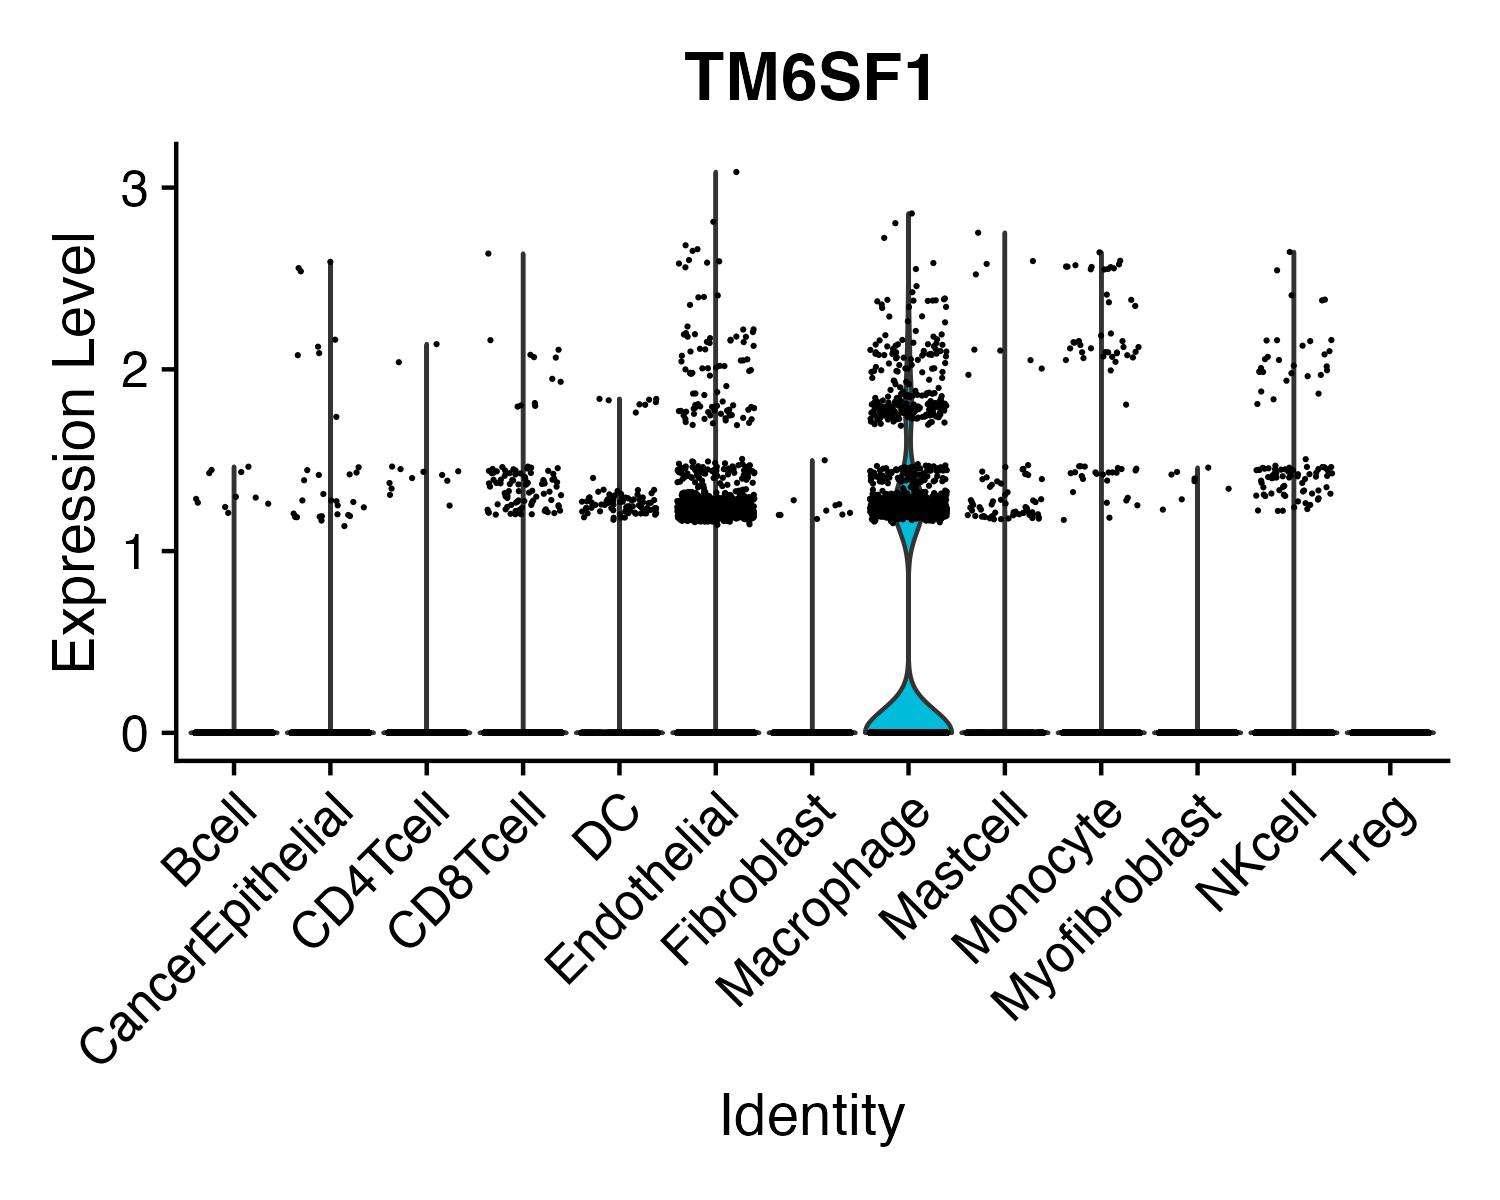 TM6SF1
Expression Level
3
2
1
0
Bcell
CancerEpithelial
CD4Tcell
CD8Tcell
DC
Endothelial
Fibroblast
Macrophage
Mastcell
Monocyte
Myofibroblast
NKcell
Treg
Identity